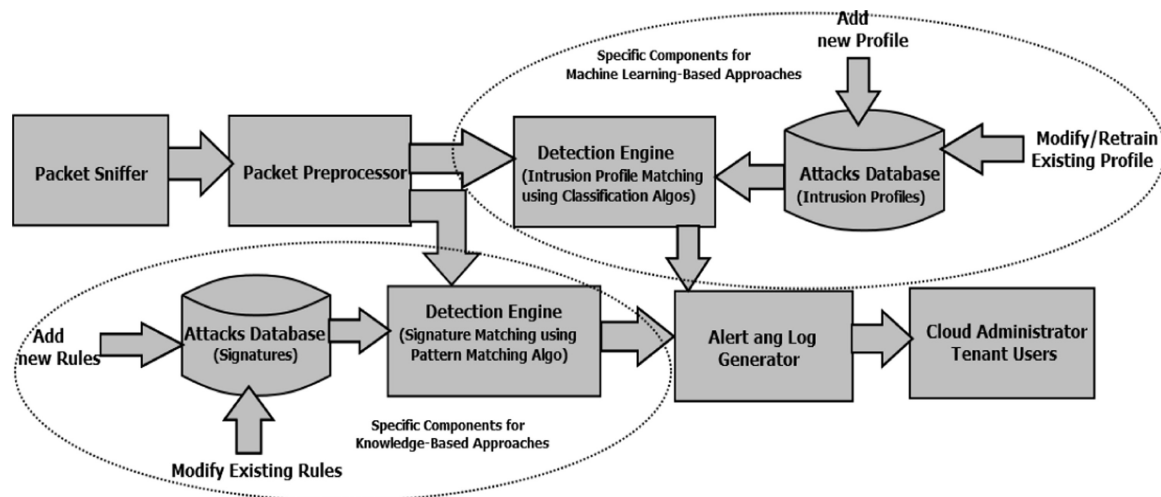 Add
new Profile
Specific Components for
Machine Learning-Based Approaches
Packet Sniffer
Packet Preprocessor
Detection Engine
(Intrusion Profile Matching
using Classification Algos)
Attacks Database
(Intrusion Profiles)
Modify/Retrain
Existing Profile
Add
new Rules
Attacks Database
(Signatures)
Detection Engine
(Signature Matching using
Pattern Matching Algo)
Alert ang Log
Generator
Cloud Administrator
Tenant Users
Specific Components for
Knowledge-Based Approaches
Modify Existing Rules